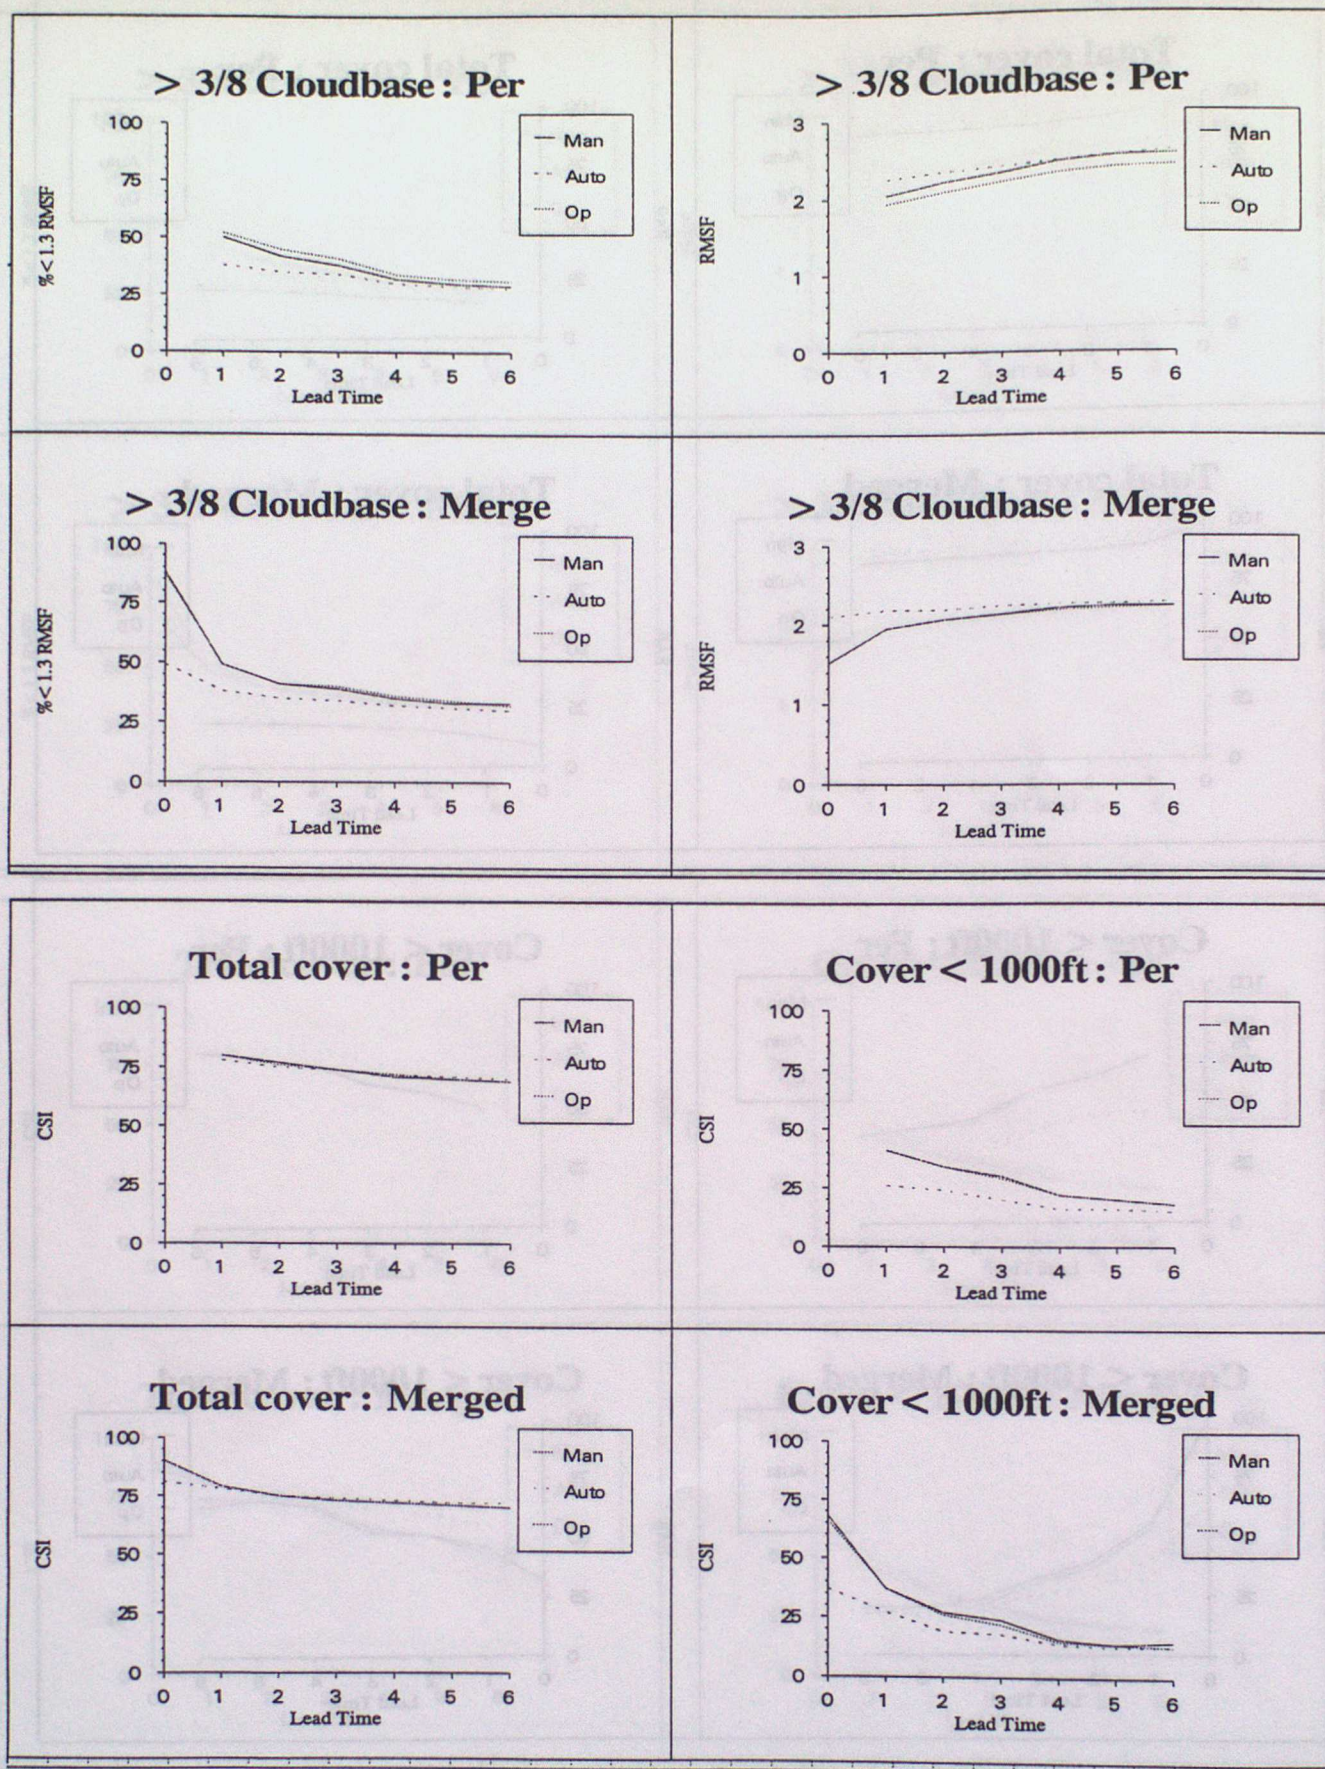 > 3/8 Cloudbase : Per
100
75
50
25
0
%< 1.3 RMSF
0 1 2 3 4 5 6
Lead Time
Man
Auto
Op
> 3/8 Cloudbase : Per
3
2
1
0
RMSF
0 1 2 3 4 5 6
Lead Time
Man
Auto
Op
> 3/8 Cloudbase : Merge
100
75
50
25
0
%< 1.3 RMSF
0 1 2 3 4 5 6
Lead Time
Man
Auto
Op
> 3/8 Cloudbase : Merge
3
2
1
0
RMSF
0 1 2 3 4 5 6
Lead Time
Man
Auto
Op
Total cover : Per
100
75
50
25
0
CSI
0 1 2 3 4 5 6
Lead Time
Man
Auto
Op
Cover < 1000ft : Per
100
75
50
25
0
CSI
0 1 2 3 4 5 6
Lead Time
Man
Auto
Op
Total cover : Merged
100
75
50
25
0
CSI
0 1 2 3 4 5 6
Lead Time
Man
Auto
Op
Cover < 1000ft : Merged
100
75
50
25
0
CSI
0 1 2 3 4 5 6
Lead Time
Man
Auto
Op